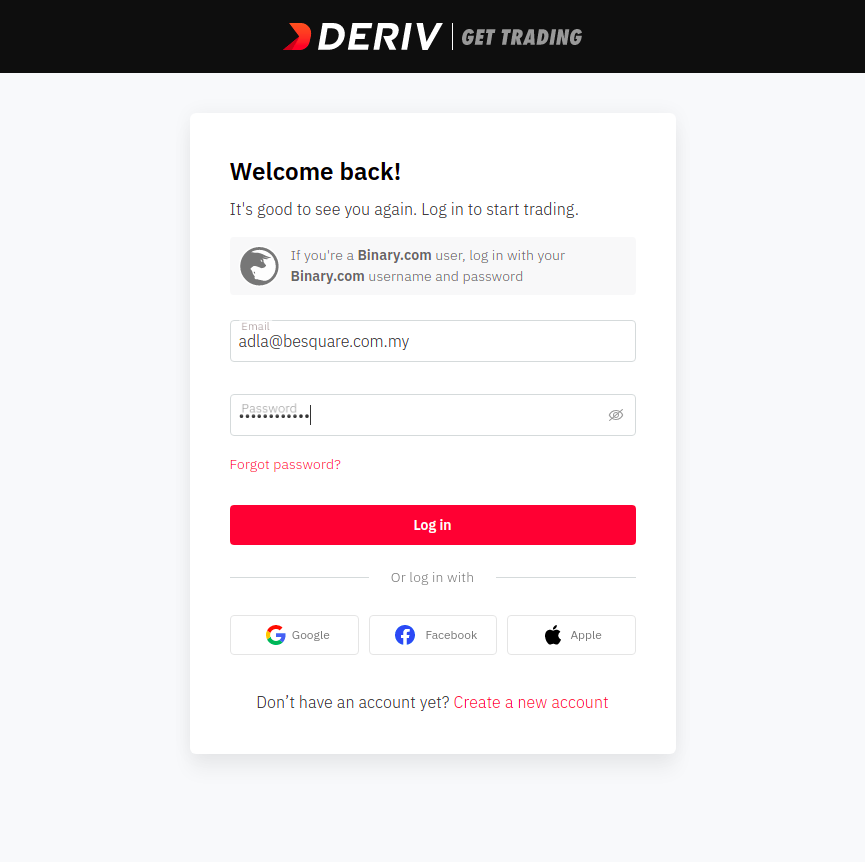 DERIV | GET TRADING
Welcome back!
It's good to see you again. Log in to start trading.
If you're a Binary.com user, log in with your
Binary.com username and password
Email
adla@besquare.com.my
Password
••••••••••••
Forgot password?
Log in
Or log in with
Google Facebook Apple
Don’t have an account yet? Create a new account